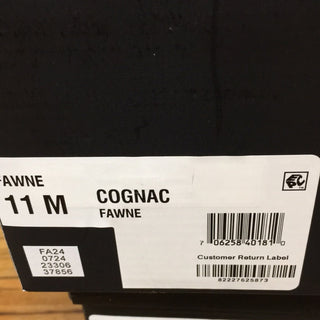 FAWNE
11 M
COGNAC
FAWNE
7 06258 40181 0
FA24
0724
23306
37856
Customer Return Label
82227625873